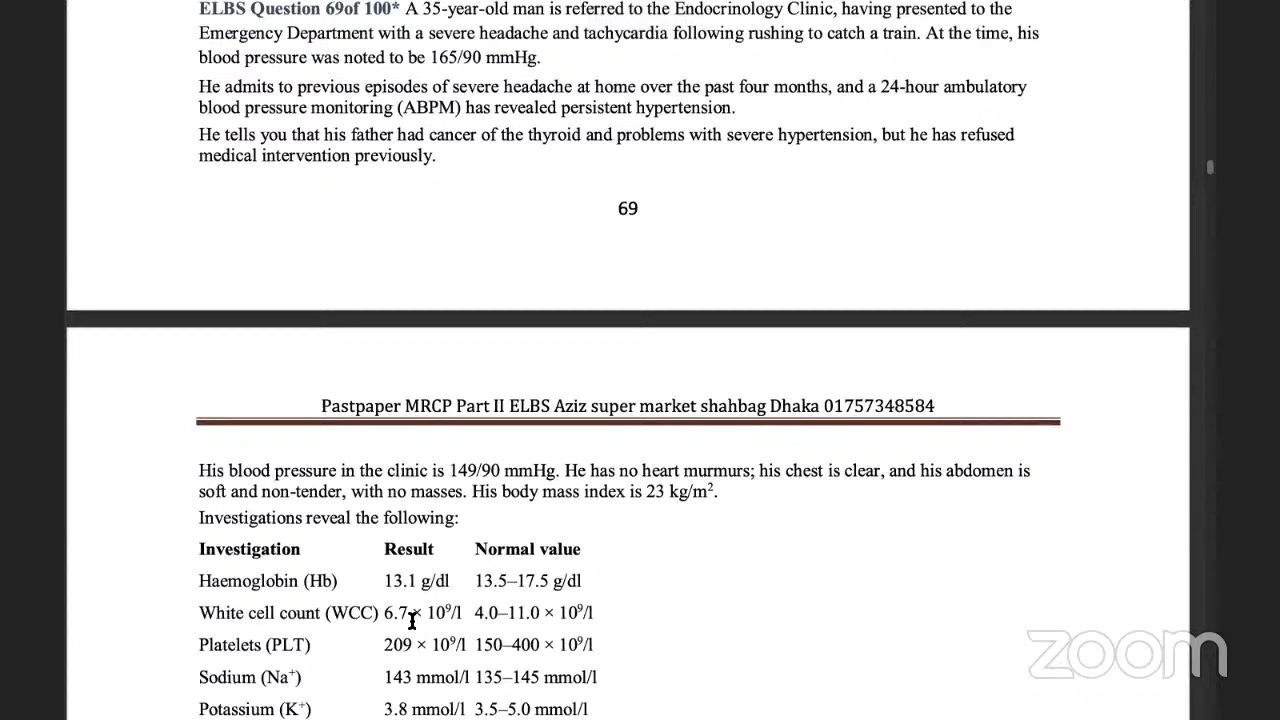 ELBS Question 69of 100* A 35-year-old man is referred to the Endocrinology Clinic, having presented to the
Emergency Department with a severe headache and tachycardia following rushing to catch a train. At the time, his
blood pressure was noted to be 165/90 mmHg.
He admits to previous episodes of severe headache at home over the past four months, and a 24-hour ambulatory
blood pressure monitoring (ABPM) has revealed persistent hypertension.
He tells you that his father had cancer of the thyroid and problems with severe hypertension, but he has refused
medical intervention previously.
69
Pastpaper MRCP Part II ELBS Aziz super market shahbag Dhaka 01757348584
His blood pressure in the clinic is 149/90 mmHg. He has no heart murmurs; his chest is clear, and his abdomen is
soft and non-tender, with no masses. His body mass index is 23 kg/m².
Investigations reveal the following:
Investigation Result Normal value
Haemoglobin (Hb) 13.1 g/dl 13.5–17.5 g/dl
White cell count (WCC) 6.7 × 10⁹/l 4.0–11.0 × 10⁹/l
Platelets (PLT) 209 × 10⁹/l 150–400 × 10⁹/l
Sodium (Na⁺) 143 mmol/l 135–145 mmol/l
Potassium (K⁺) 3.8 mmol/l 3.5–5.0 mmol/l
zoom